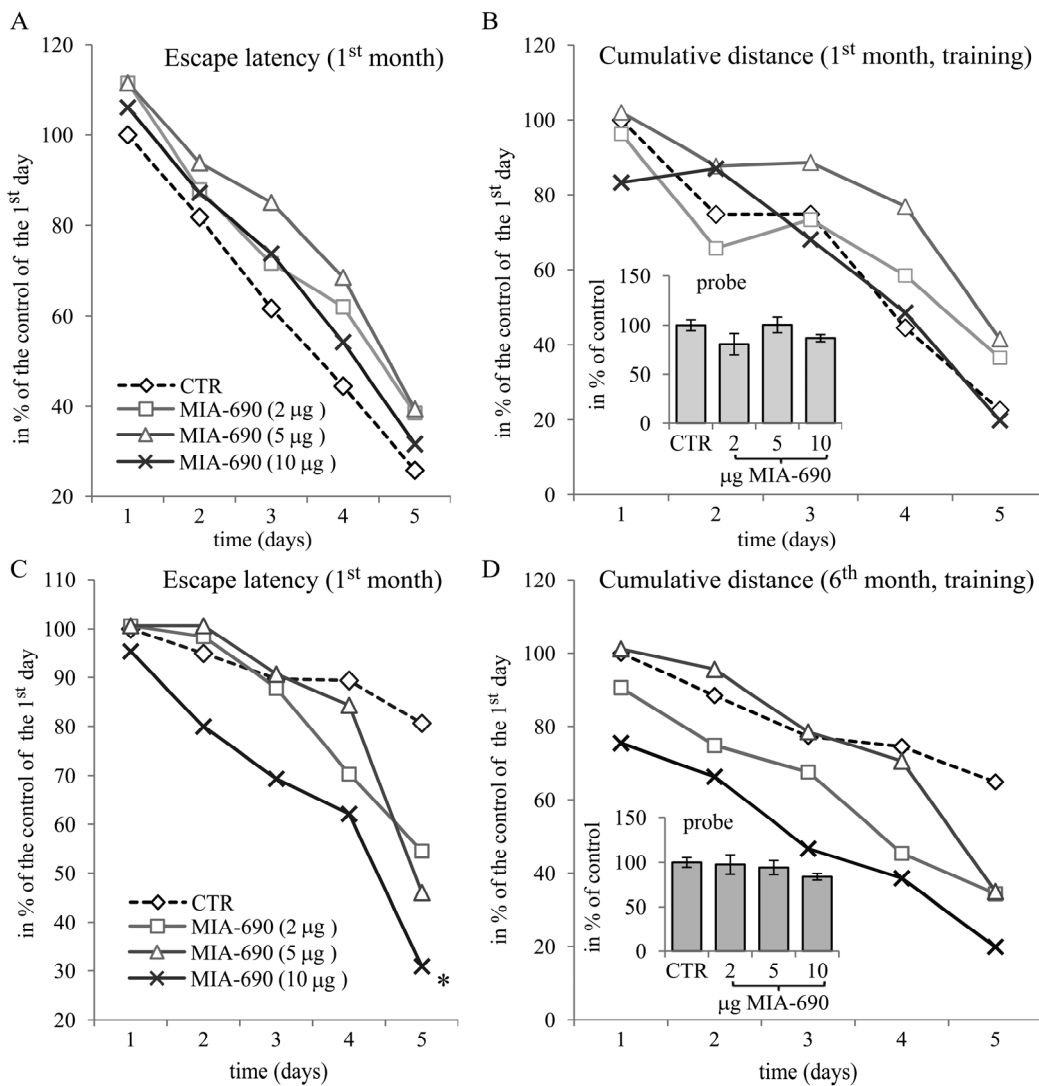 A
Escape latency (1st month)
in % of the control of the 1st day
120
100
80
60
40
20
CTR
MIA-690 (2 µg )
MIA-690 (5 µg )
MIA-690 (10 µg )
1 2 3 4 5
time (days)
B
Cumulative distance (1st month, training)
in % of the control of the 1st day
120
100
80
60
40
20
0
probe
in % of control
150
100
50
0
CTR 2 5 10
µg MIA-690
1 2 3 4 5
time (days)
C
Escape latency (1st month)
in % of the control of the 1st day
110
100
90
80
70
60
50
40
30
20
CTR
MIA-690 (2 µg )
MIA-690 (5 µg )
MIA-690 (10 µg )
*
1 2 3 4 5
time (days)
D
Cumulative distance (6th month, training)
in % of the control of the 1st day
120
100
80
60
40
20
0
probe
in % of control
150
100
50
0
CTR 2 5 10
µg MIA-690
1 2 3 4 5
time (days)